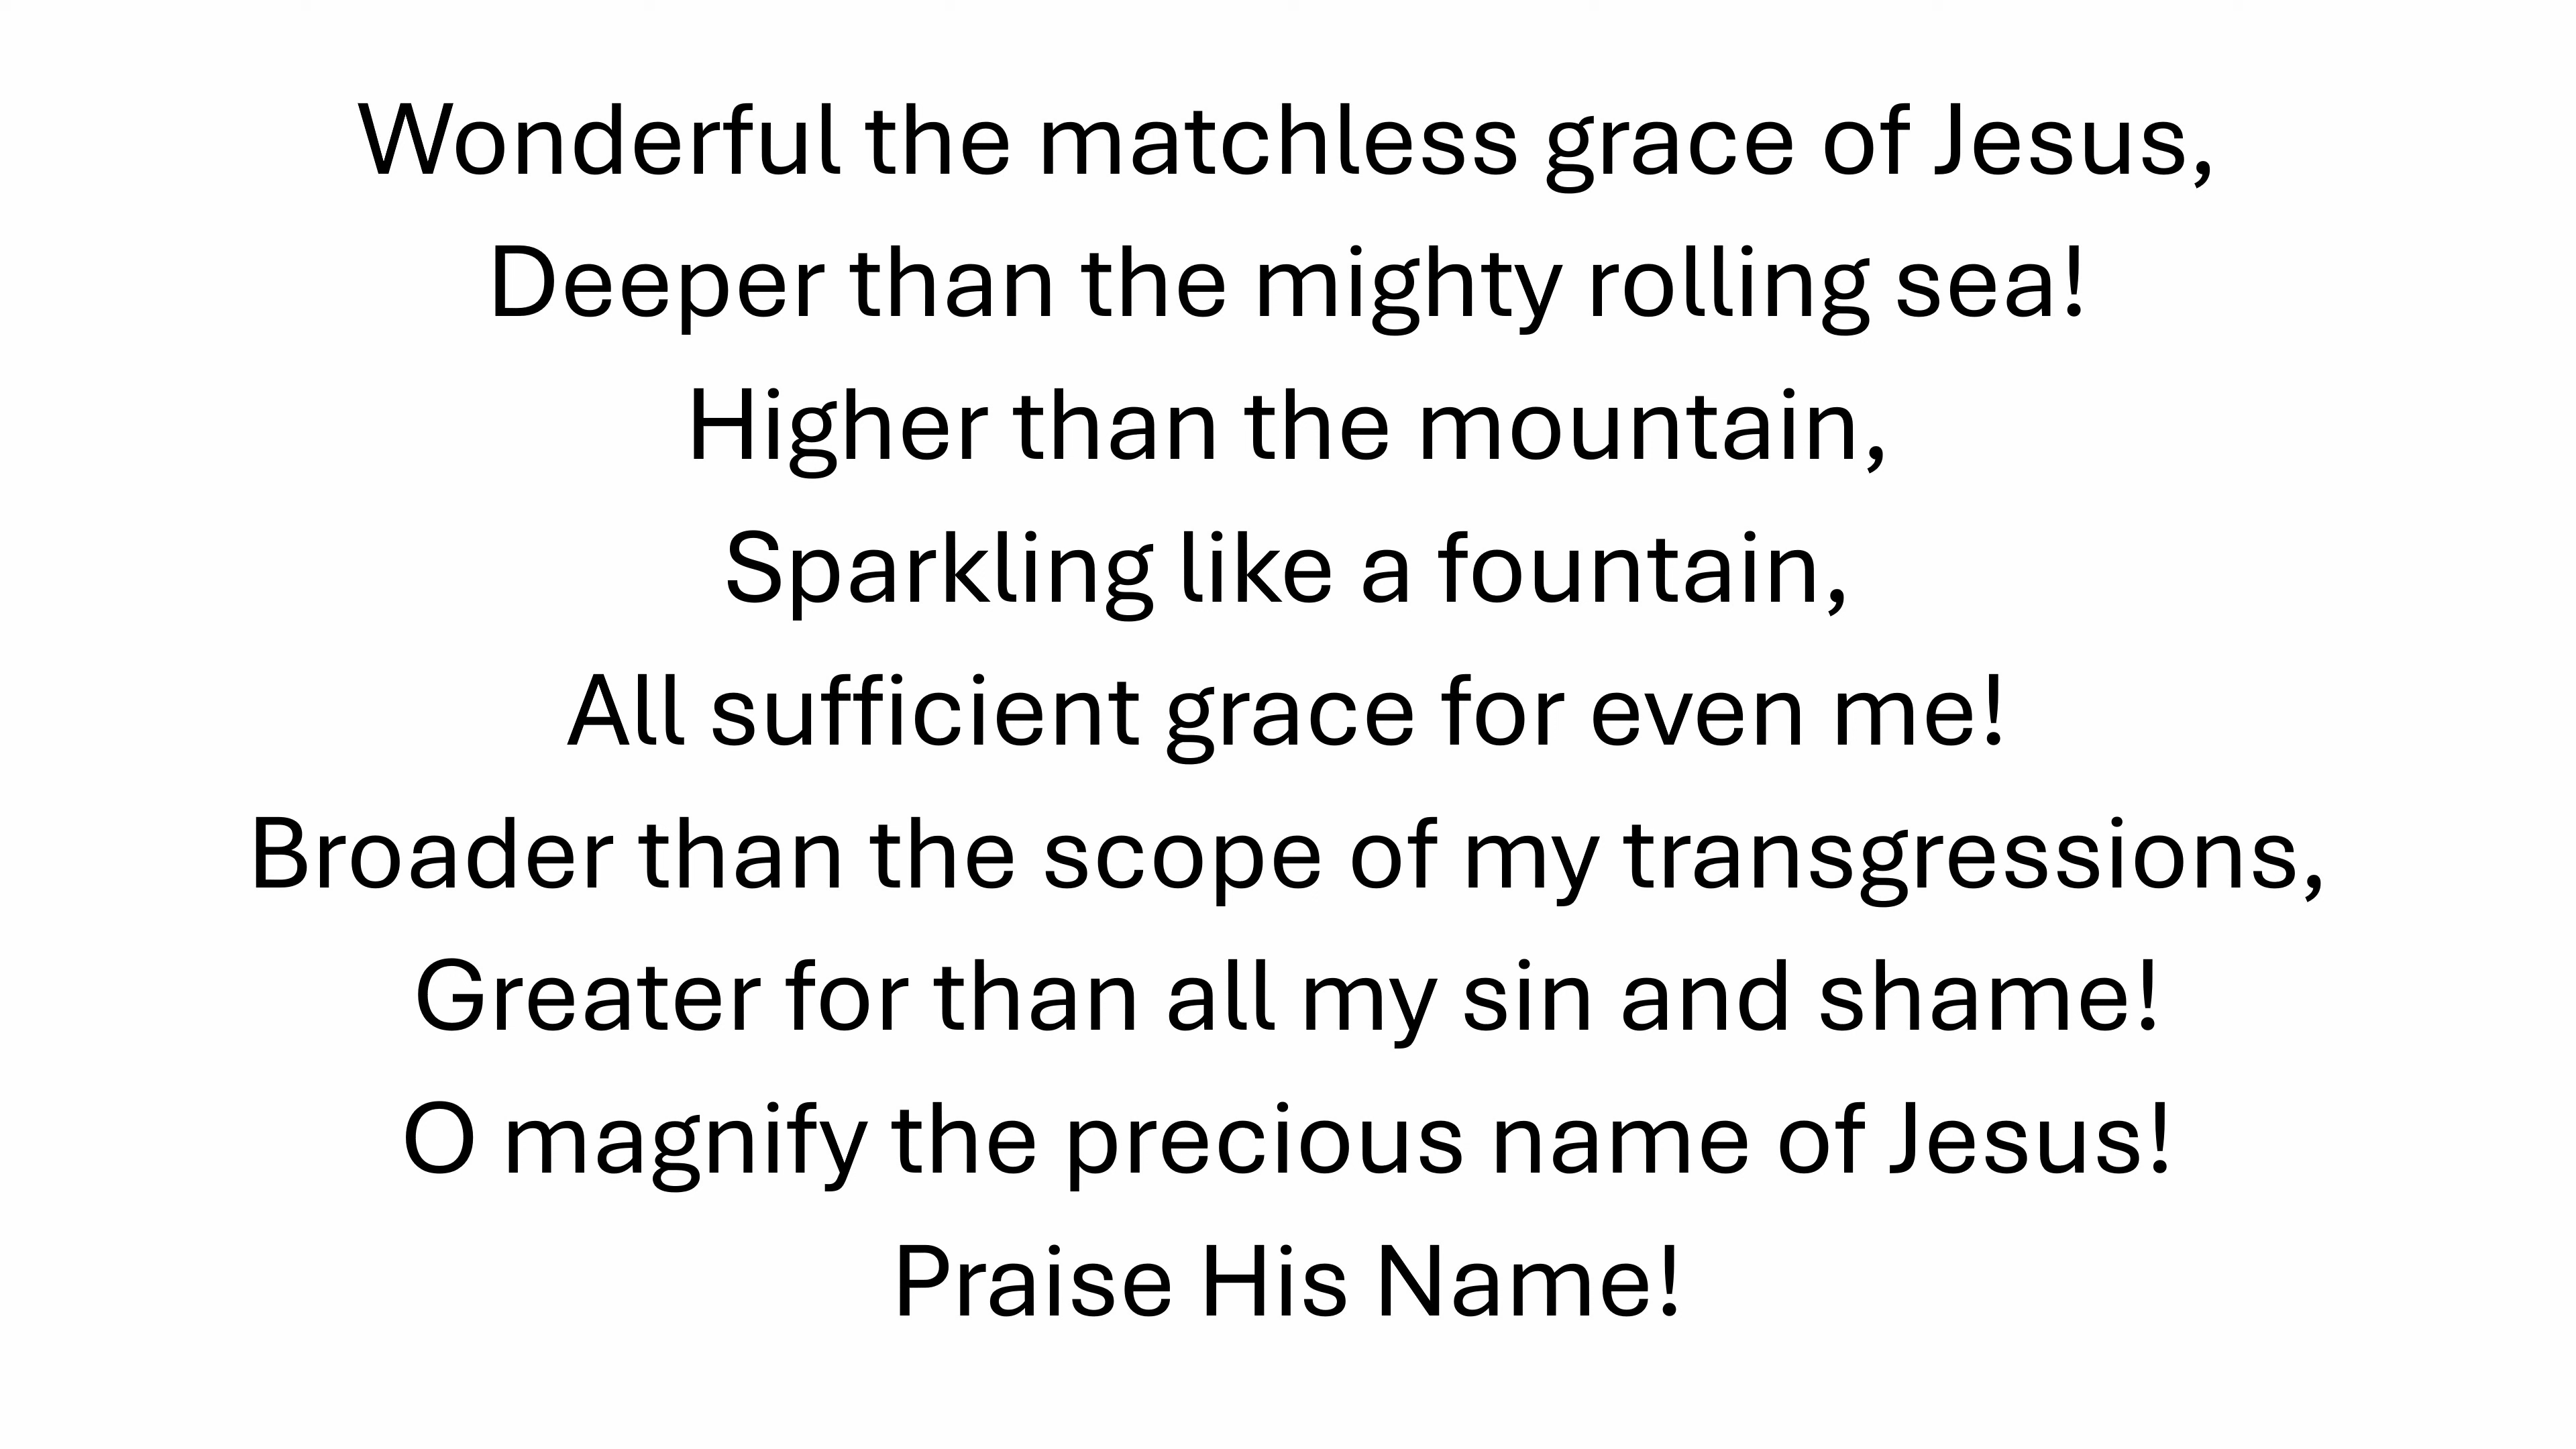 Wonderful the matchless grace of Jesus,
Deeper than the mighty rolling sea!
Higher than the mountain,
Sparkling like a fountain,
All sufficient grace for even me!
Broader than the scope of my transgressions,
Greater for than all my sin and shame!
O magnify the precious name of Jesus!
Praise His Name!